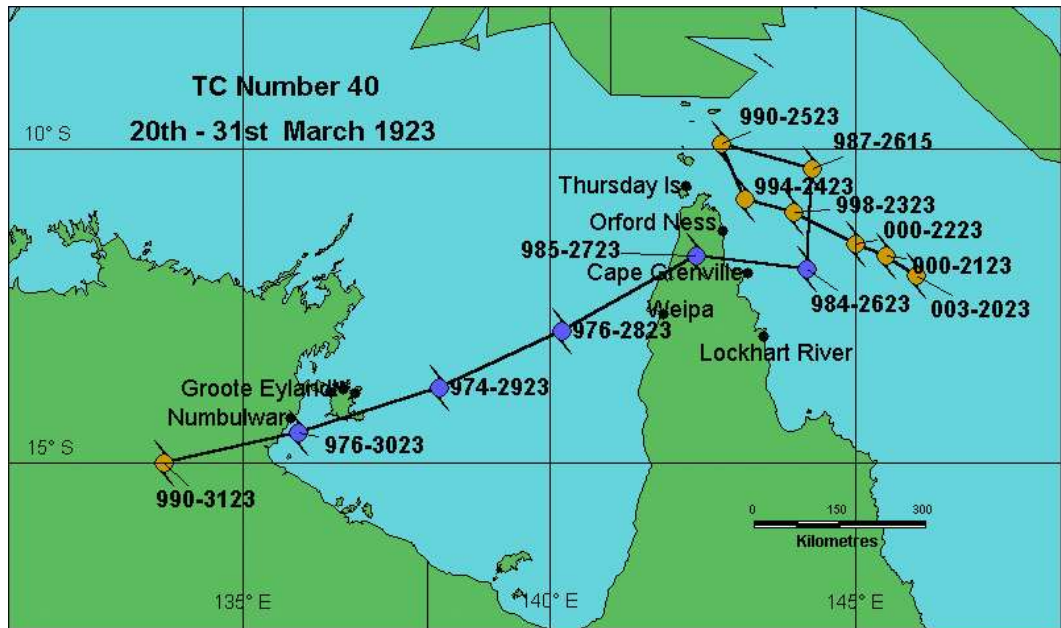 TC Number 40
20th - 31st March 1923
990-2523
10° S
987-2615
Thursday Is
994-2423
998-2323
Orford Ness
000-2223
985-2723
000-2123
Cape Grenville
984-2623
003-2023
Weipa
976-2823
Lockhart River
Groote Eyland
974-2923
Numbulwar
976-3023
15° S
990-3123
0 150 300
Kilometres
135° E
140° E
145° E